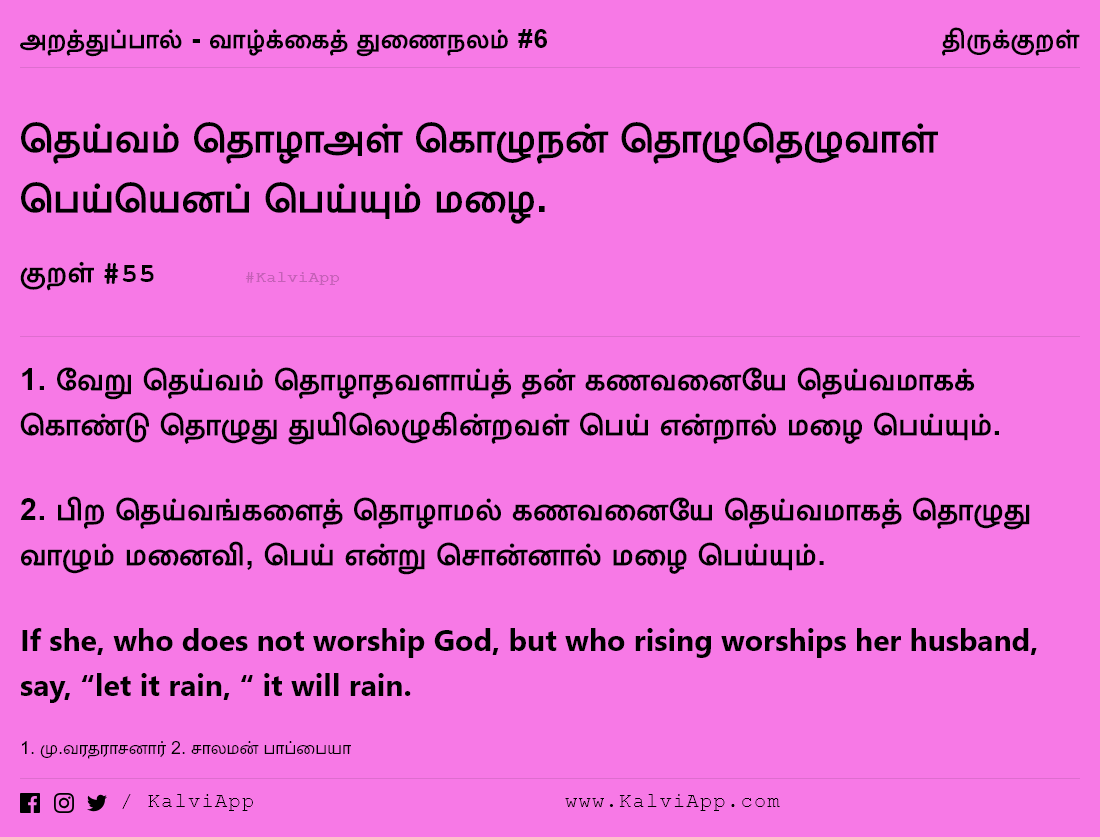 அறத்துப்பால் - வாழ்க்கைத் துணைநலம் #6
திருக்குறள்
தெய்வம் தொழாஅள் கொழுநன் தொழுதெழுவாள்
பெய்யெனப் பெய்யும் மழை.
குறள் #55
#KalviApp
1. வேறு தெய்வம் தொழாதவளாய்த் தன் கணவனையே தெய்வமாகக்
கொண்டு தொழுது துயிலெழுகின்றவள் பெய் என்றால் மழை பெய்யும்.
2. பிற தெய்வங்களைத் தொழாமல் கணவனையே தெய்வமாகத் தொழுது
வாழும் மனைவி, பெய் என்று சொன்னால் மழை பெய்யும்.
If she, who does not worship God, but who rising worships her husband,
say, “let it rain, “ it will rain.
1. மு.வரதராசனார் 2. சாலமன் பாப்பையா
/ KalviApp
www.KalviApp.com